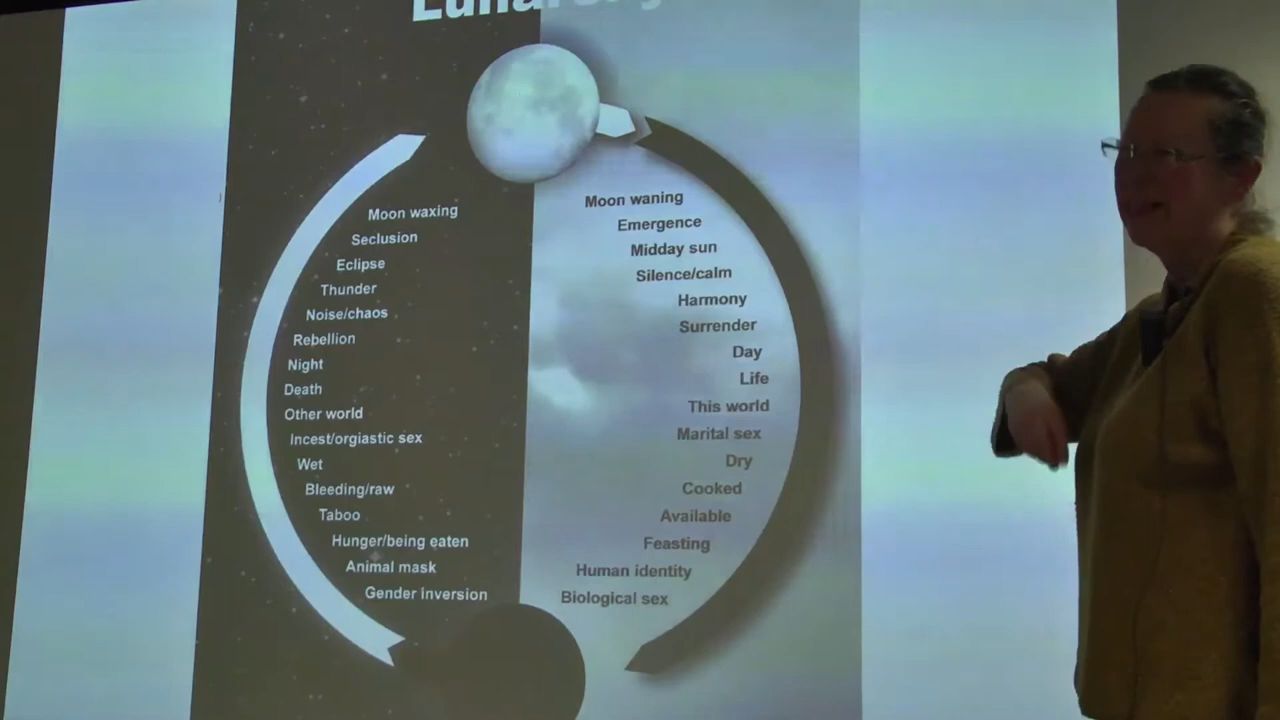 Moon waxing
Seclusion
Eclipse
Thunder
Noise/chaos
Rebellion
Night
Death
Other world
Incest/orgiastic sex
Wet
Bleeding/raw
Taboo
Hunger/being eaten
Animal mask
Gender Inversion
Moon waning
Emergence
Midday sun
Silence/calm
Harmony
Surrender
Day
Life
This world
Marital sex
Dry
Cooked
Available
Feasting
Human identity
Biological sex